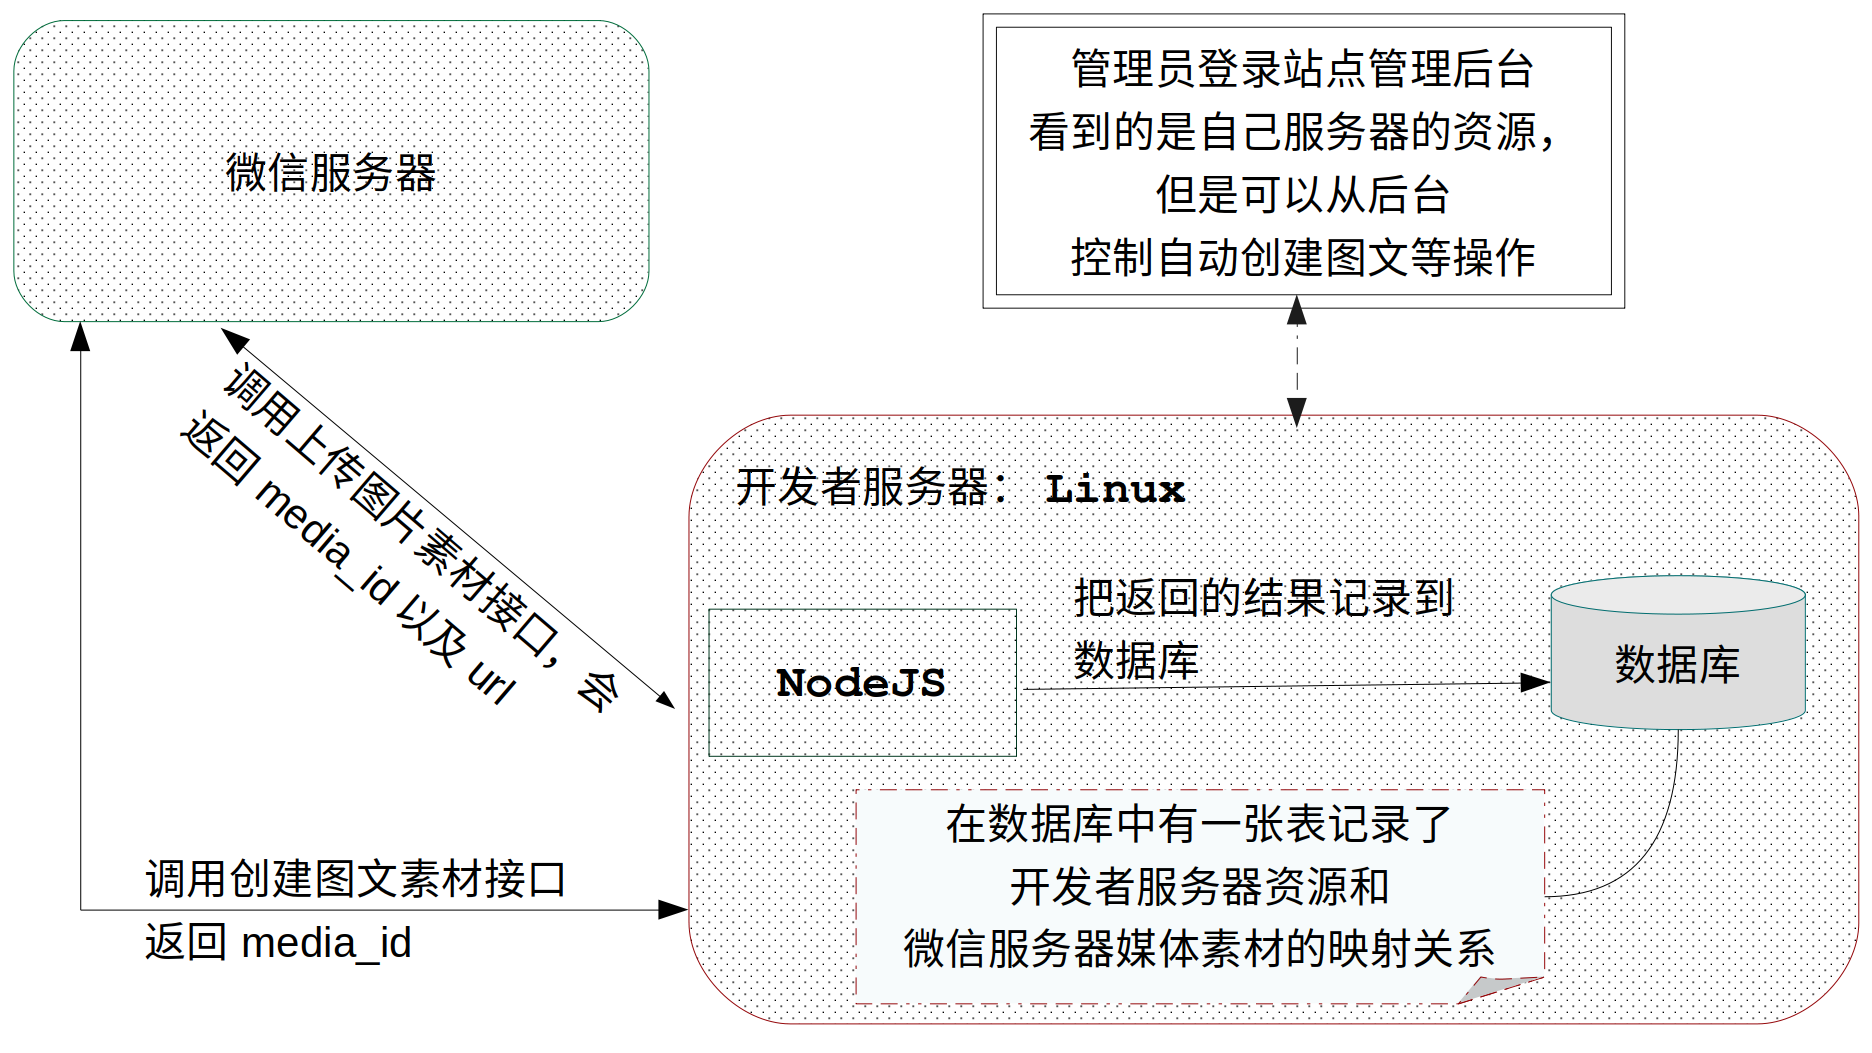 微信服务器
管理员登录站点管理后台
看到的是自己服务器的资源，
但是可以从后台
控制自动创建图文等操作
调用上传图片素材接口，会
返回 media_id 以及 url
开发者服务器： Linux
把返回的结果记录到
数据库
NodeJS
数据库
在数据库中有一张表记录了
开发者服务器资源和
微信服务器媒体素材的映射关系
调用创建图文素材接口
返回 media_id